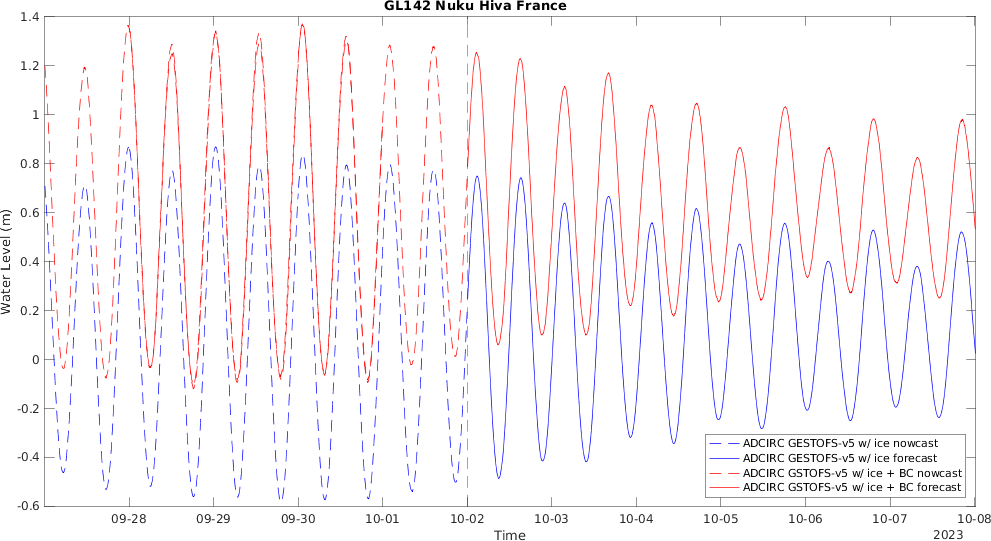 GL142 Nuku Hiva France
1.4
1.2
1
0.8
0.6
0.4
0.2
0
-0.2
-0.4
-0.6
Water Level (m)
ADCIRC GESTOFS-v5 w/ ice nowcast
ADCIRC GESTOFS-v5 w/ ice forecast
ADCIRC GSTOFS-v5 w/ ice + BC nowcast
ADCIRC GSTOFS-v5 w/ ice + BC forecast
09-28 09-29 09-30 10-01 10-02 10-03 10-04 10-05 10-06 10-07 10-08
Time
2023